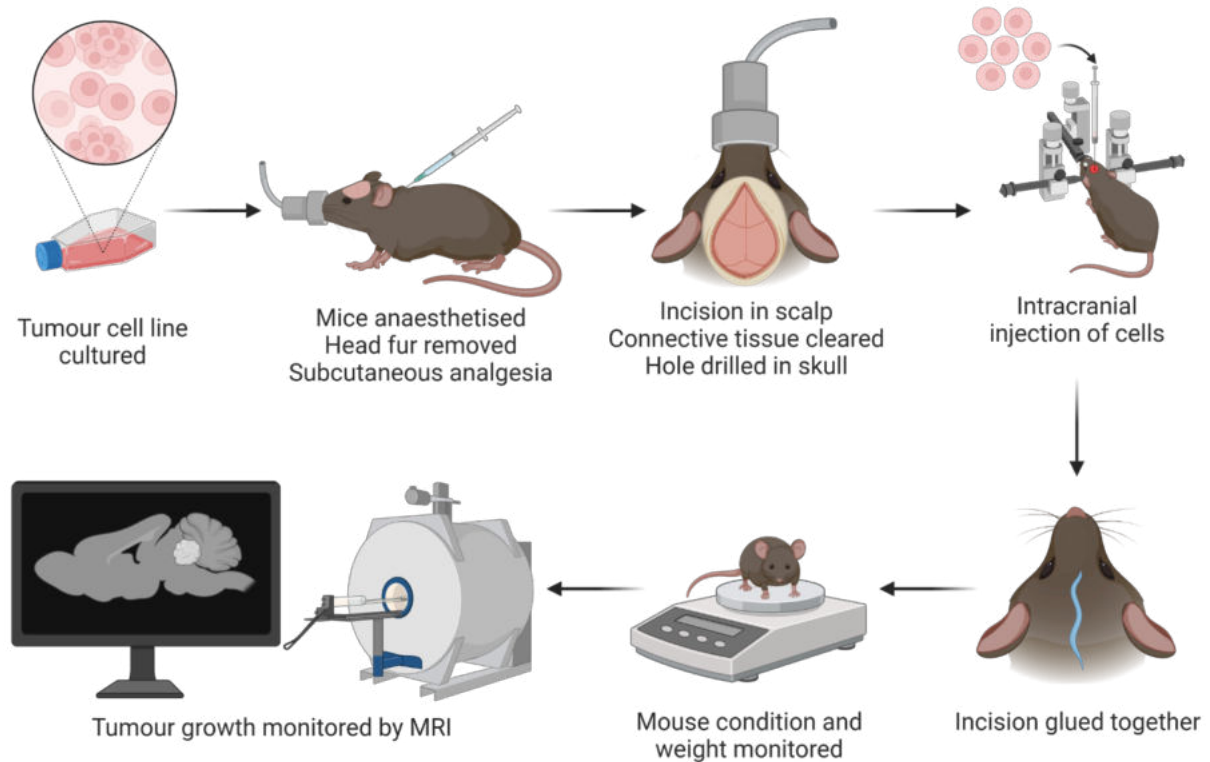 Tumour cell line
cultured
Mice anaesthetised
Head fur removed
Subcutaneous analgesia
Incision in scalp
Connective tissue cleared
Hole drilled in skull
Intracranial
injection of cells
Tumour growth monitored by MRI
Mouse condition and
weight monitored
Incision glued together